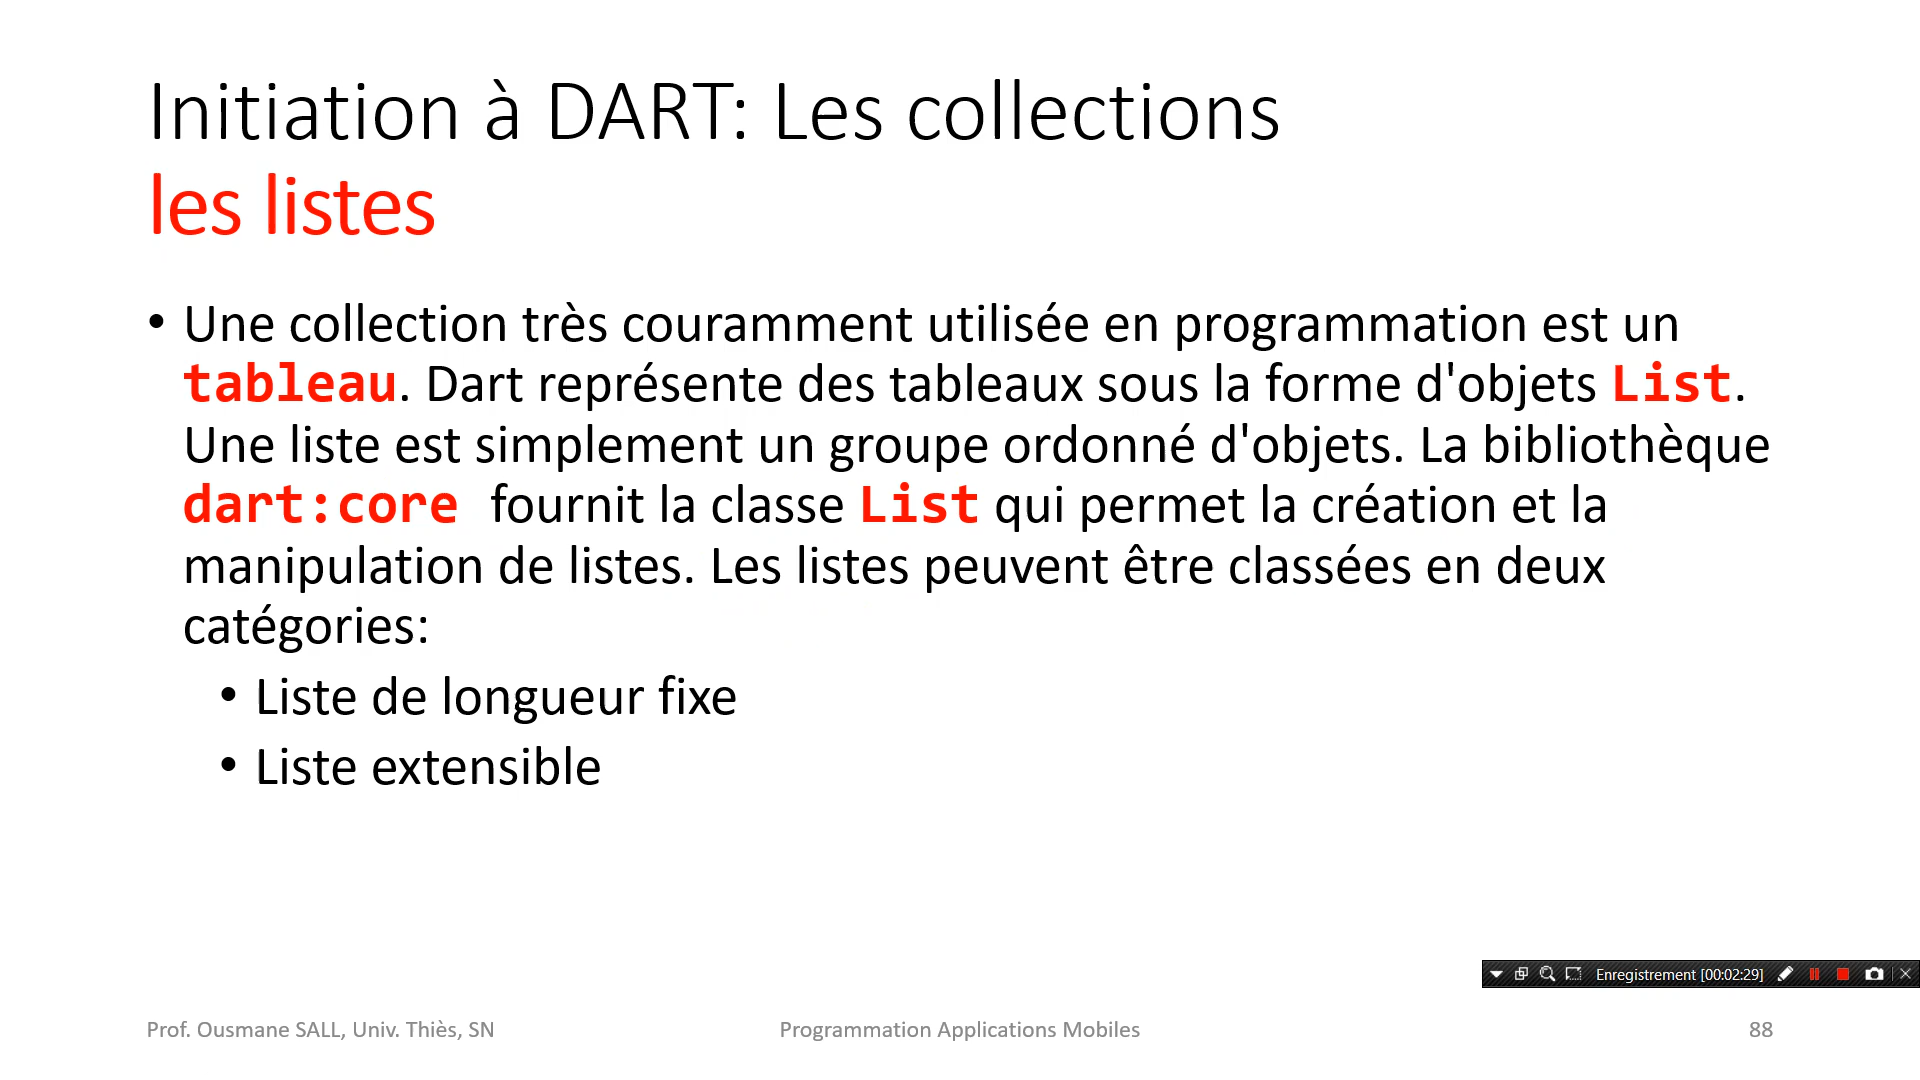 Initiation à DART: Les collections
les listes
• Une collection très couramment utilisée en programmation est un
tableau. Dart représente des tableaux sous la forme d'objets List.
Une liste est simplement un groupe ordonné d'objets. La bibliothèque
dart:core fournit la classe List qui permet la création et la
manipulation de listes. Les listes peuvent être classées en deux
catégories:
• Liste de longueur fixe
• Liste extensible
Enregistrement [00:02:29]
Prof. Ousmane SALL, Univ. Thiès, SN
Programmation Applications Mobiles
88